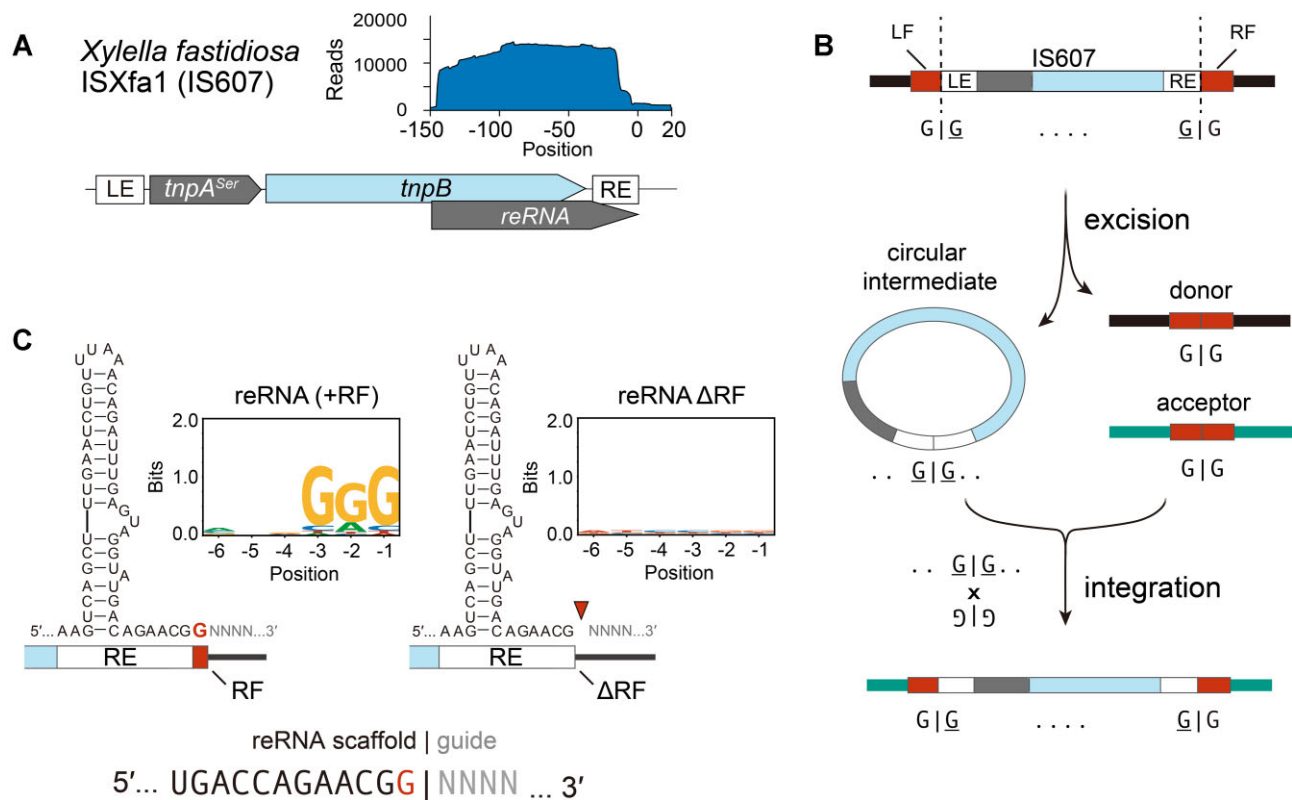 A
Xylella fastidiosa
ISXfa1 (IS607)
Reads
20000
10000
0
-150
-100
-50
0
20
Position
LE
tnpA^Ser
tnpB
RE
reRNA
B
LF
IS607
RF
LE
RE
G|G
. . . .
G|G
excision
circular
intermediate
donor
G|G
acceptor
G|G
. . G|G . .
. . G|G . .
x
G|G
integration
G|G
. . . .
G|G
C
reRNA (+RF)
Bits
2.0
1.0
0.0
G G G
-6 -5 -4 -3 -2 -1
Position
5′... AAG CAGAACGGNNNN...3′
RE
RF
reRNA ΔRF
Bits
2.0
1.0
0.0
-6 -5 -4 -3 -2 -1
Position
5′... AAG CAGAACG NNNN...3′
RE
ΔRF
reRNA scaffold | guide
5′... UGACCAGAACGG|NNNN ... 3′